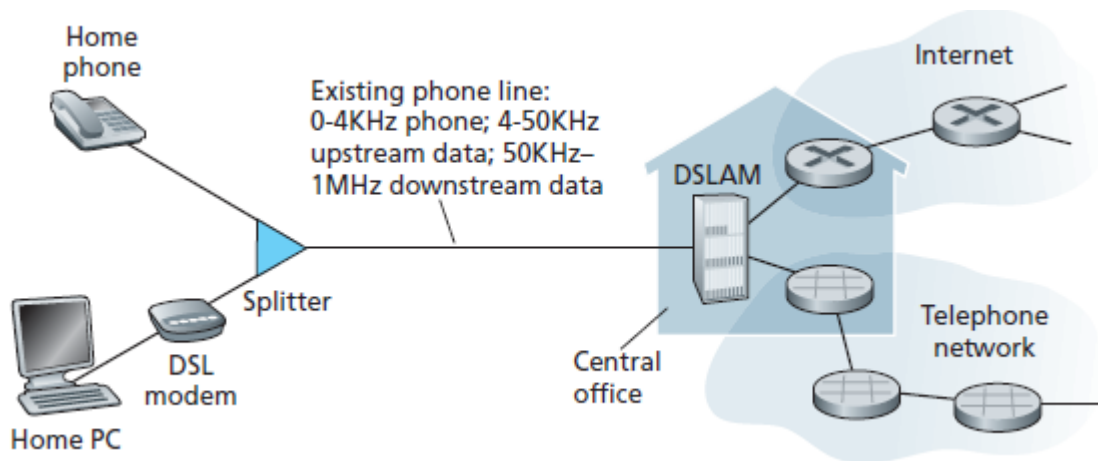 Home
phone
Existing phone line:
0-4KHz phone; 4-50KHz
upstream data; 50KHz–
1MHz downstream data
Internet
DSLAM
Splitter
DSL
modem
Home PC
Central
office
Telephone
network